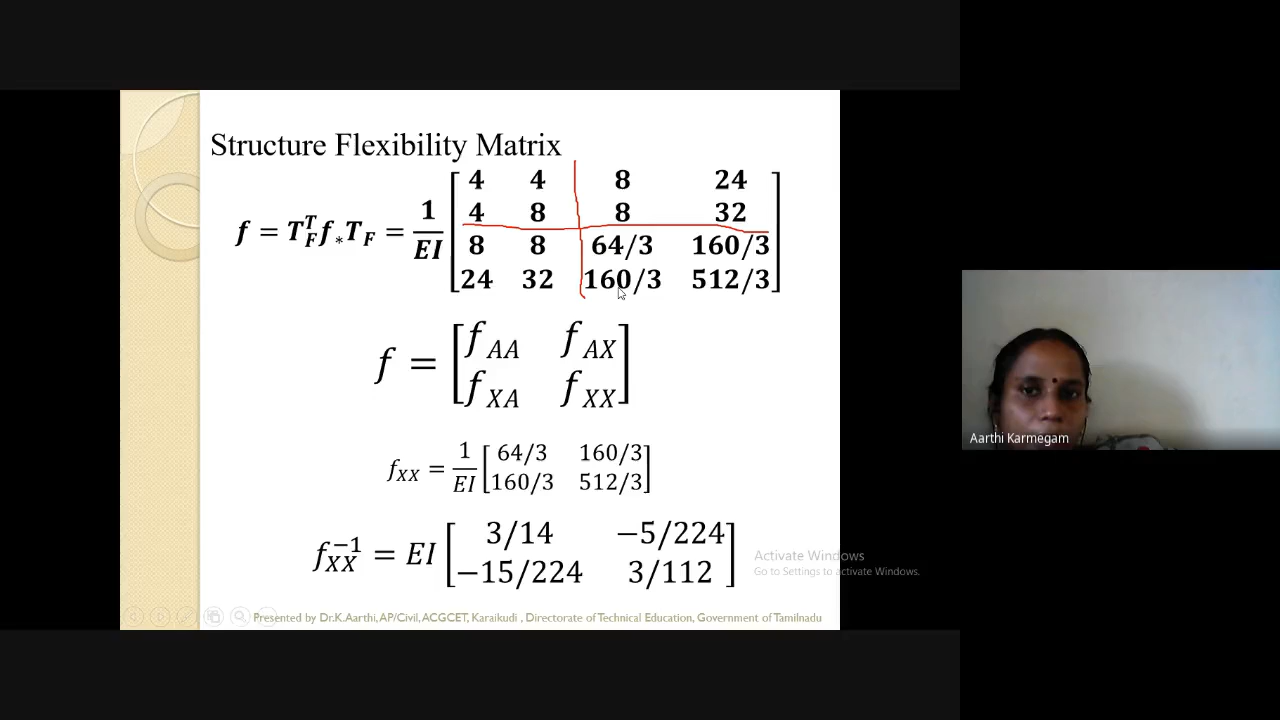 Structure Flexibility Matrix
f = T_F^T f_* T_F = 1/EI [4 4 8 24
4 8 8 32
8 8 64/3 160/3
24 32 160/3 512/3]
f = [f_AA f_AX
f_XA f_XX]
f_XX = 1/EI [64/3 160/3
160/3 512/3]
f_XX^−1 = EI [3/14 −5/224
−15/224 3/112]
Aarthi Karmegam
Activate Windows
Go to Settings to activate Windows.
Presented by Dr.K.Aarthi, AP/Civil, ACGCET, Karaikudi , Directorate of Technical Education, Government of Tamilnadu